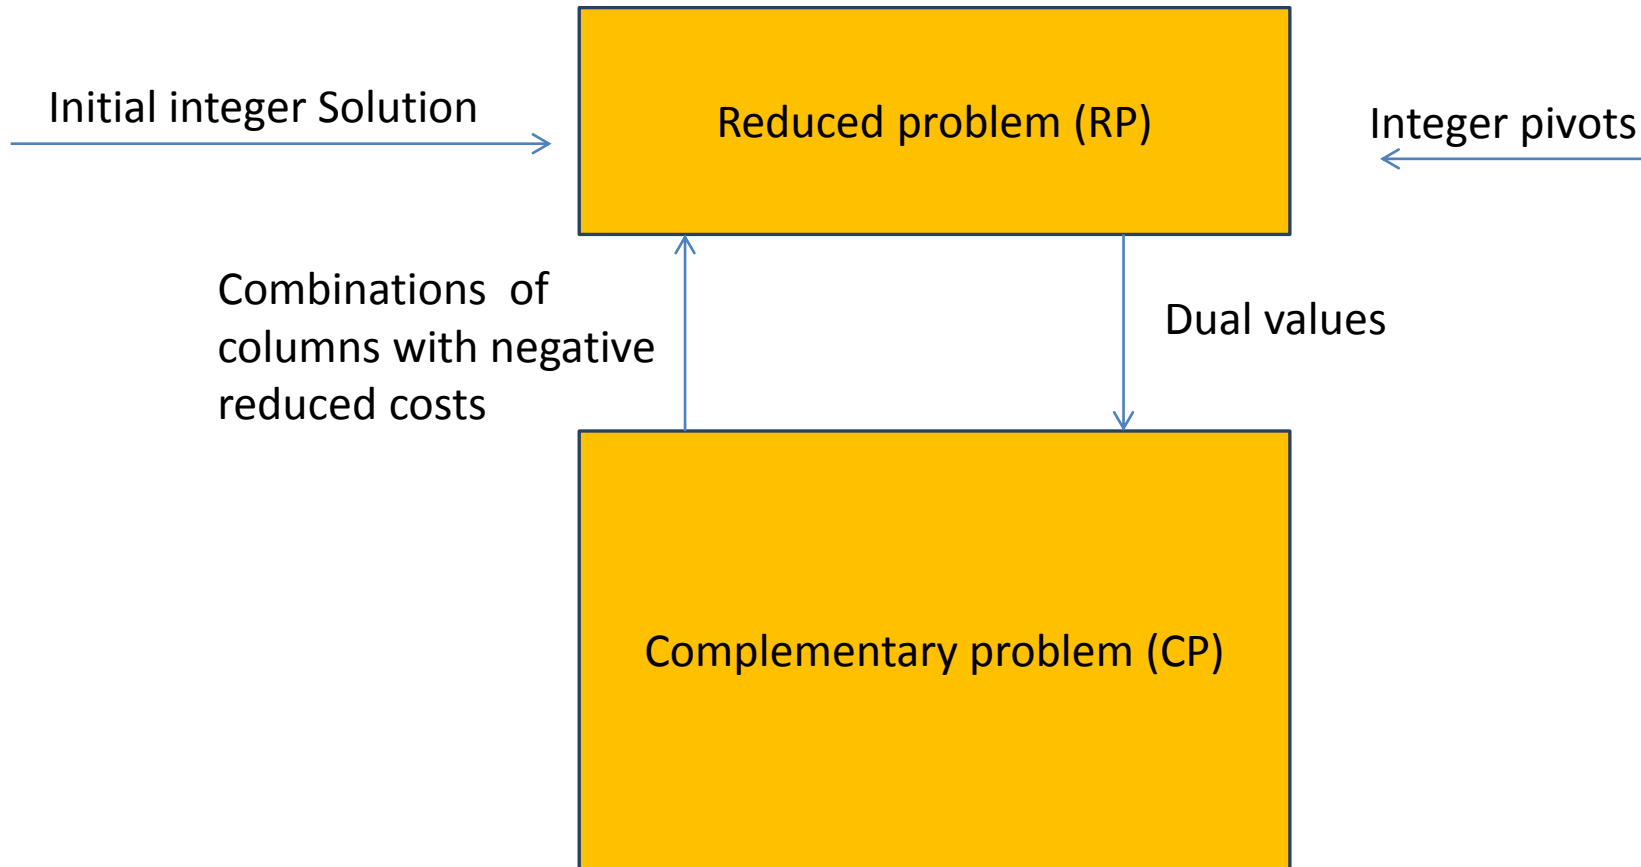 Initial integer Solution
Reduced problem (RP)
Integer pivots
Combinations  of
columns with negative
reduced costs
Dual values
Complementary problem (CP)